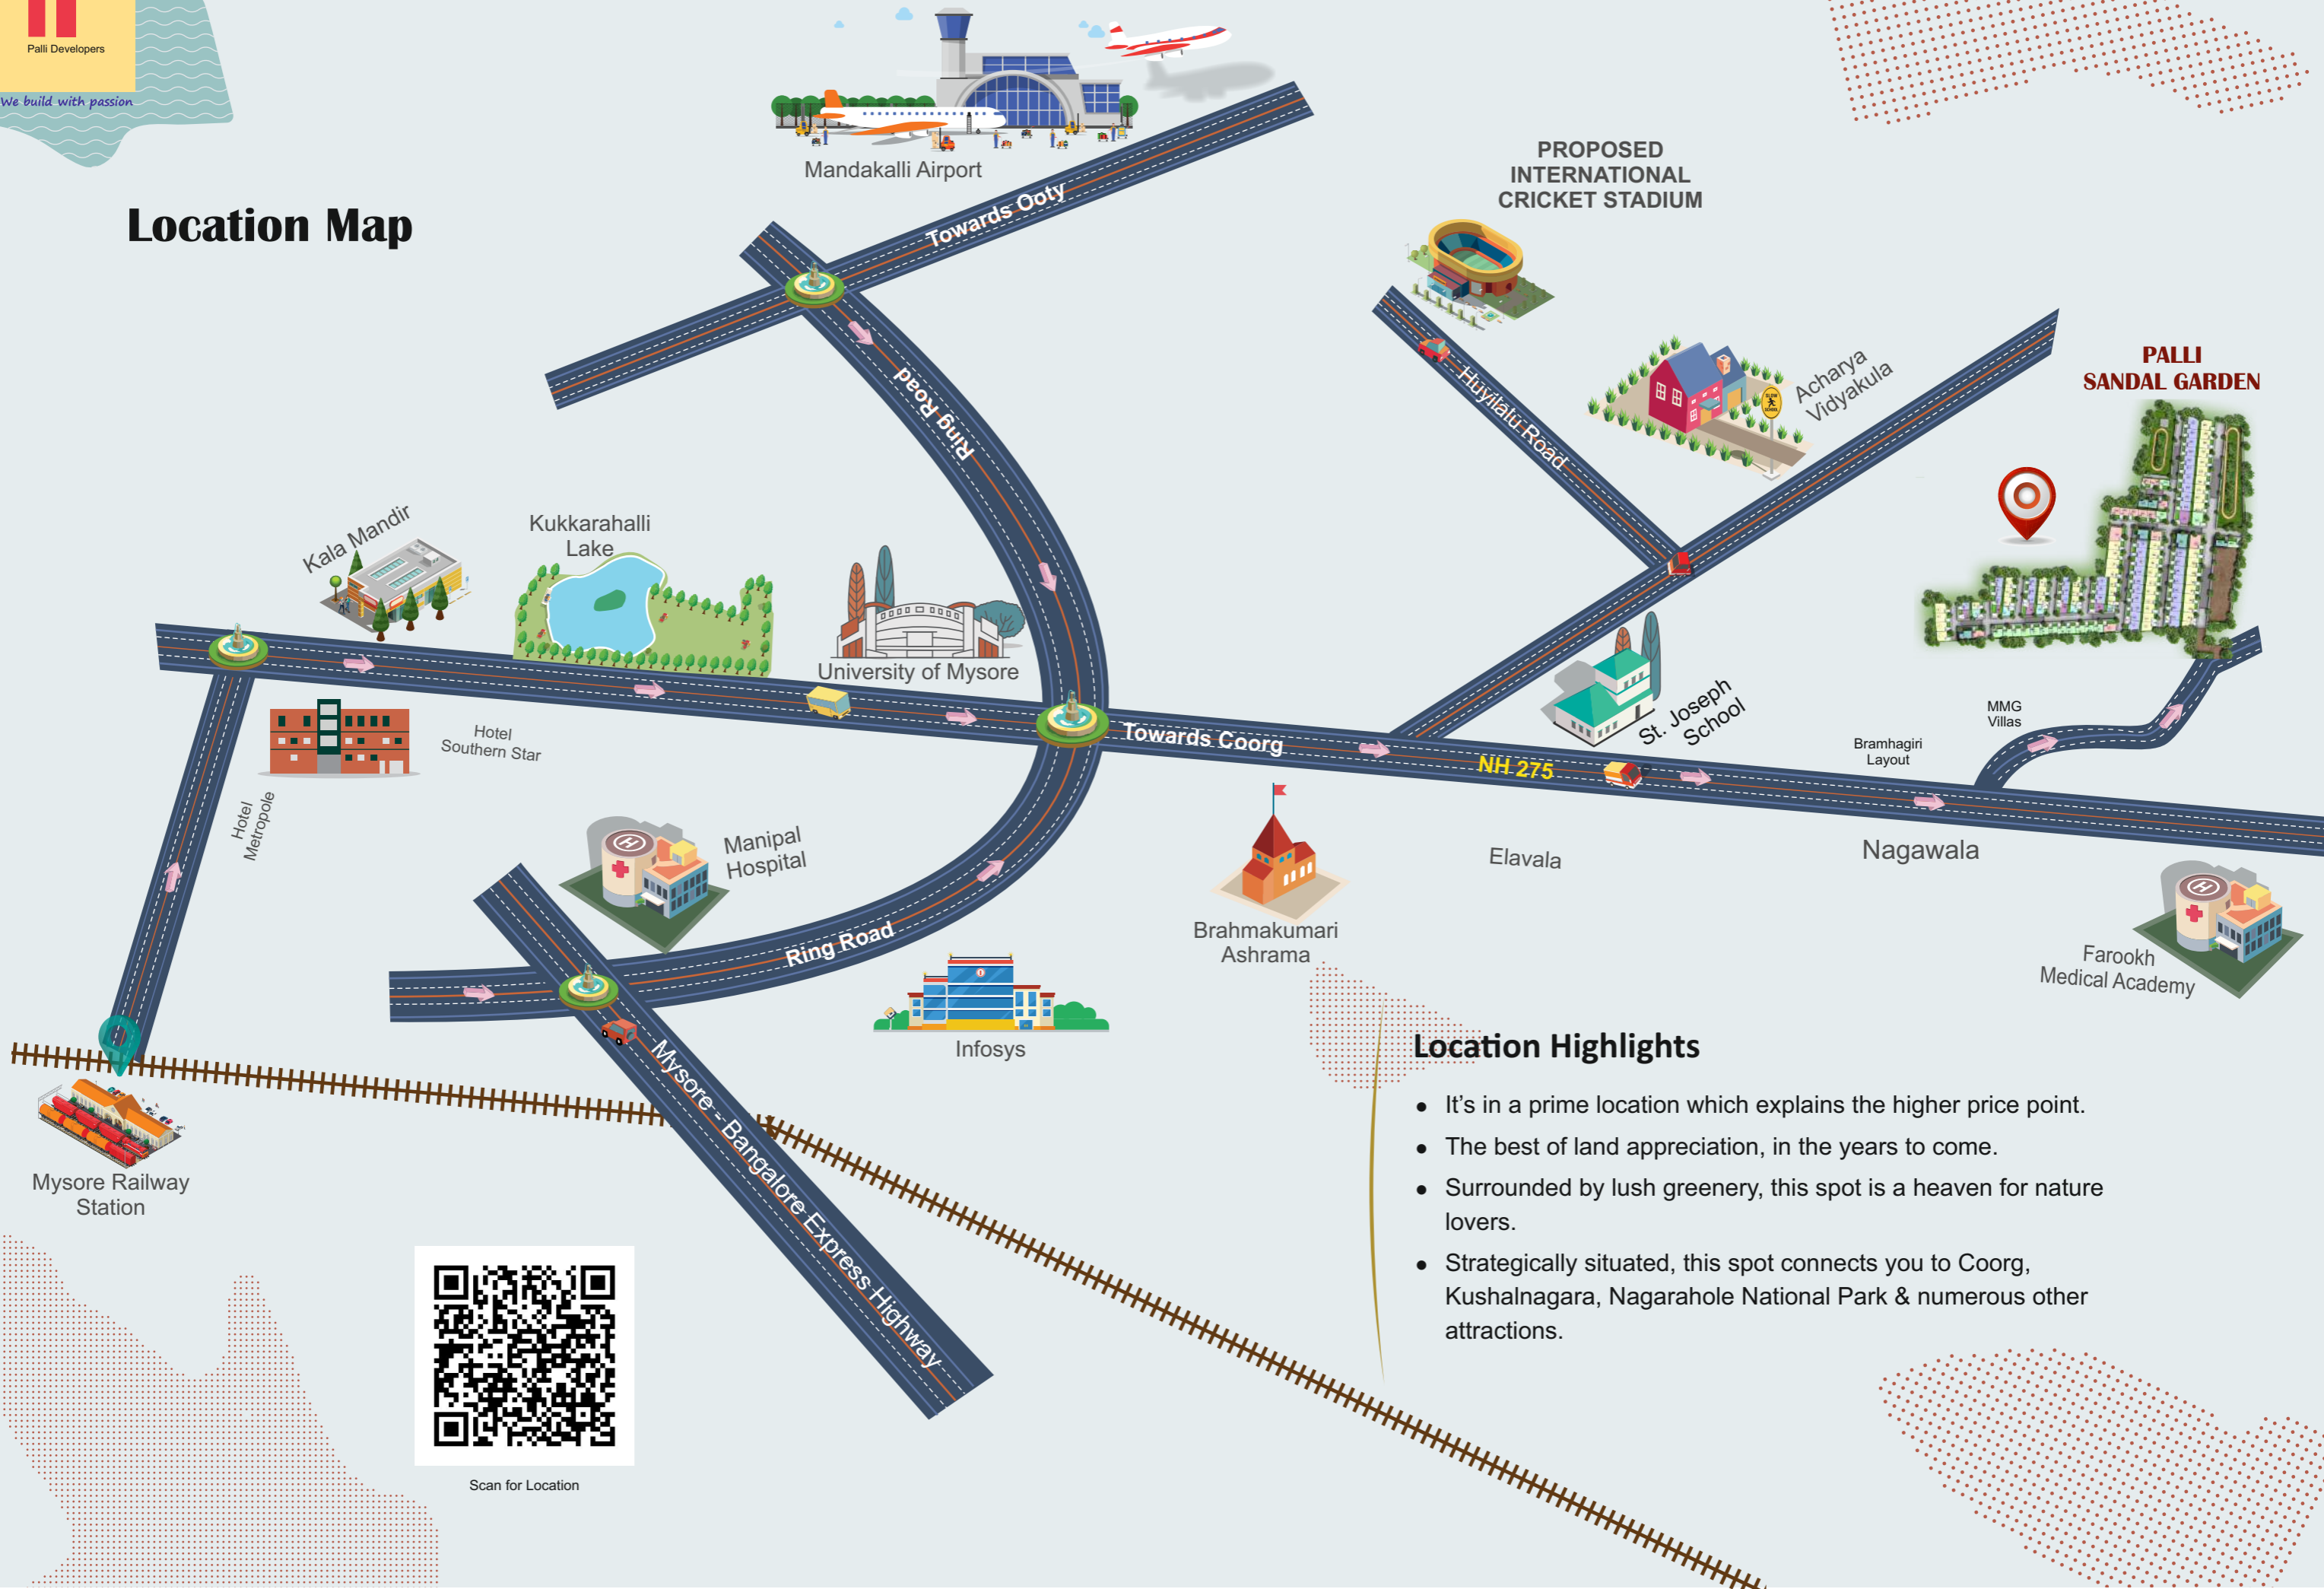 Palli Developers
We build with passion
Location Map
Mandakalli Airport
Towards Ooty
PROPOSED
INTERNATIONAL
CRICKET STADIUM
Ring Road
Huyilalu Road
Acharya
Vidyakula
PALLI
SANDAL GARDEN
Kala Mandir
Kukkarahalli
Lake
University of Mysore
Hotel
Southern Star
Towards Coorg
NH 275
St. Joseph
School
MMG
Villas
Bramhagiri
Layout
Hotel
Metropole
Manipal
Hospital
Elavala
Nagawala
Ring Road
Brahmakumari
Ashrama
Farookh
Medical Academy
Infosys
Mysore - Bangalore Express Highway
Mysore Railway
Station
Scan for Location
Location Highlights
• It’s in a prime location which explains the higher price point.
• The best of land appreciation, in the years to come.
• Surrounded by lush greenery, this spot is a heaven for nature
lovers.
• Strategically situated, this spot connects you to Coorg,
Kushalnagara, Nagarahole National Park & numerous other
attractions.